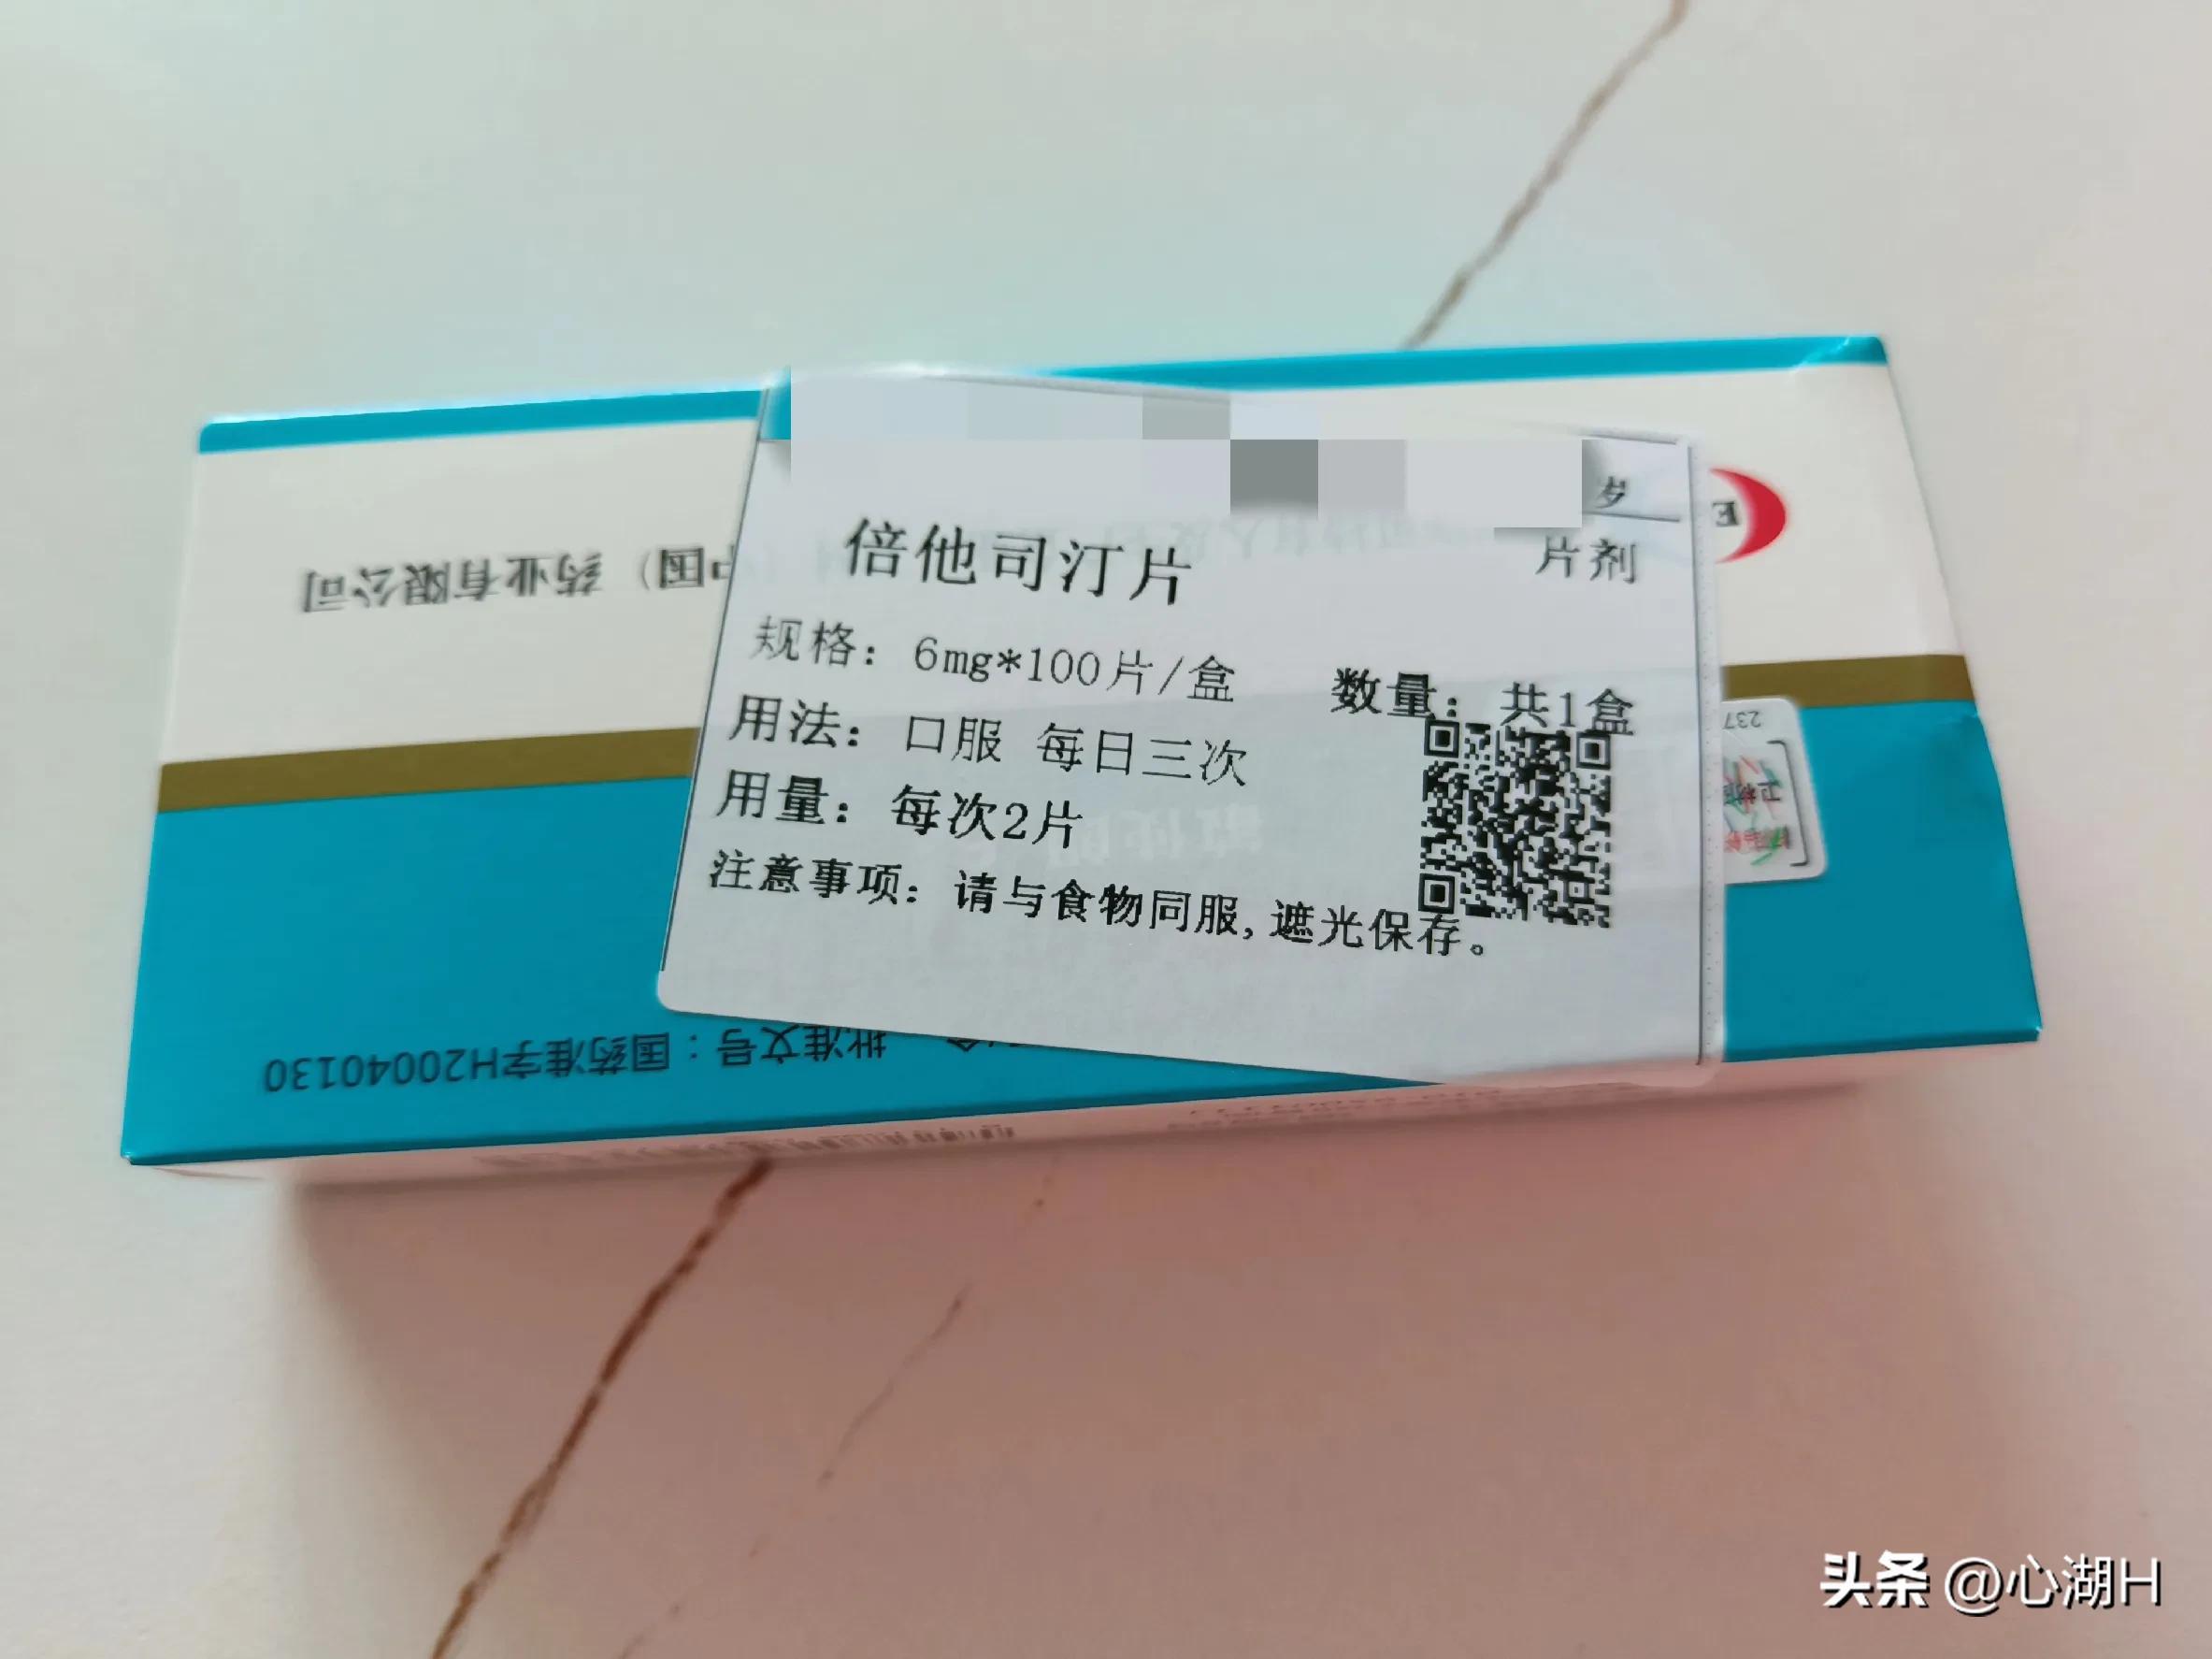 岁
倍他司汀片
片剂
规格：6mg*100片/盒
数量：共1盒
用法：口服 每日三次
用量：每次2片
注意事项：请与食物同服,遮光保存。
国）药业有限公司
批准文号：国药准字H20040130
E
237
头条 @心湖H